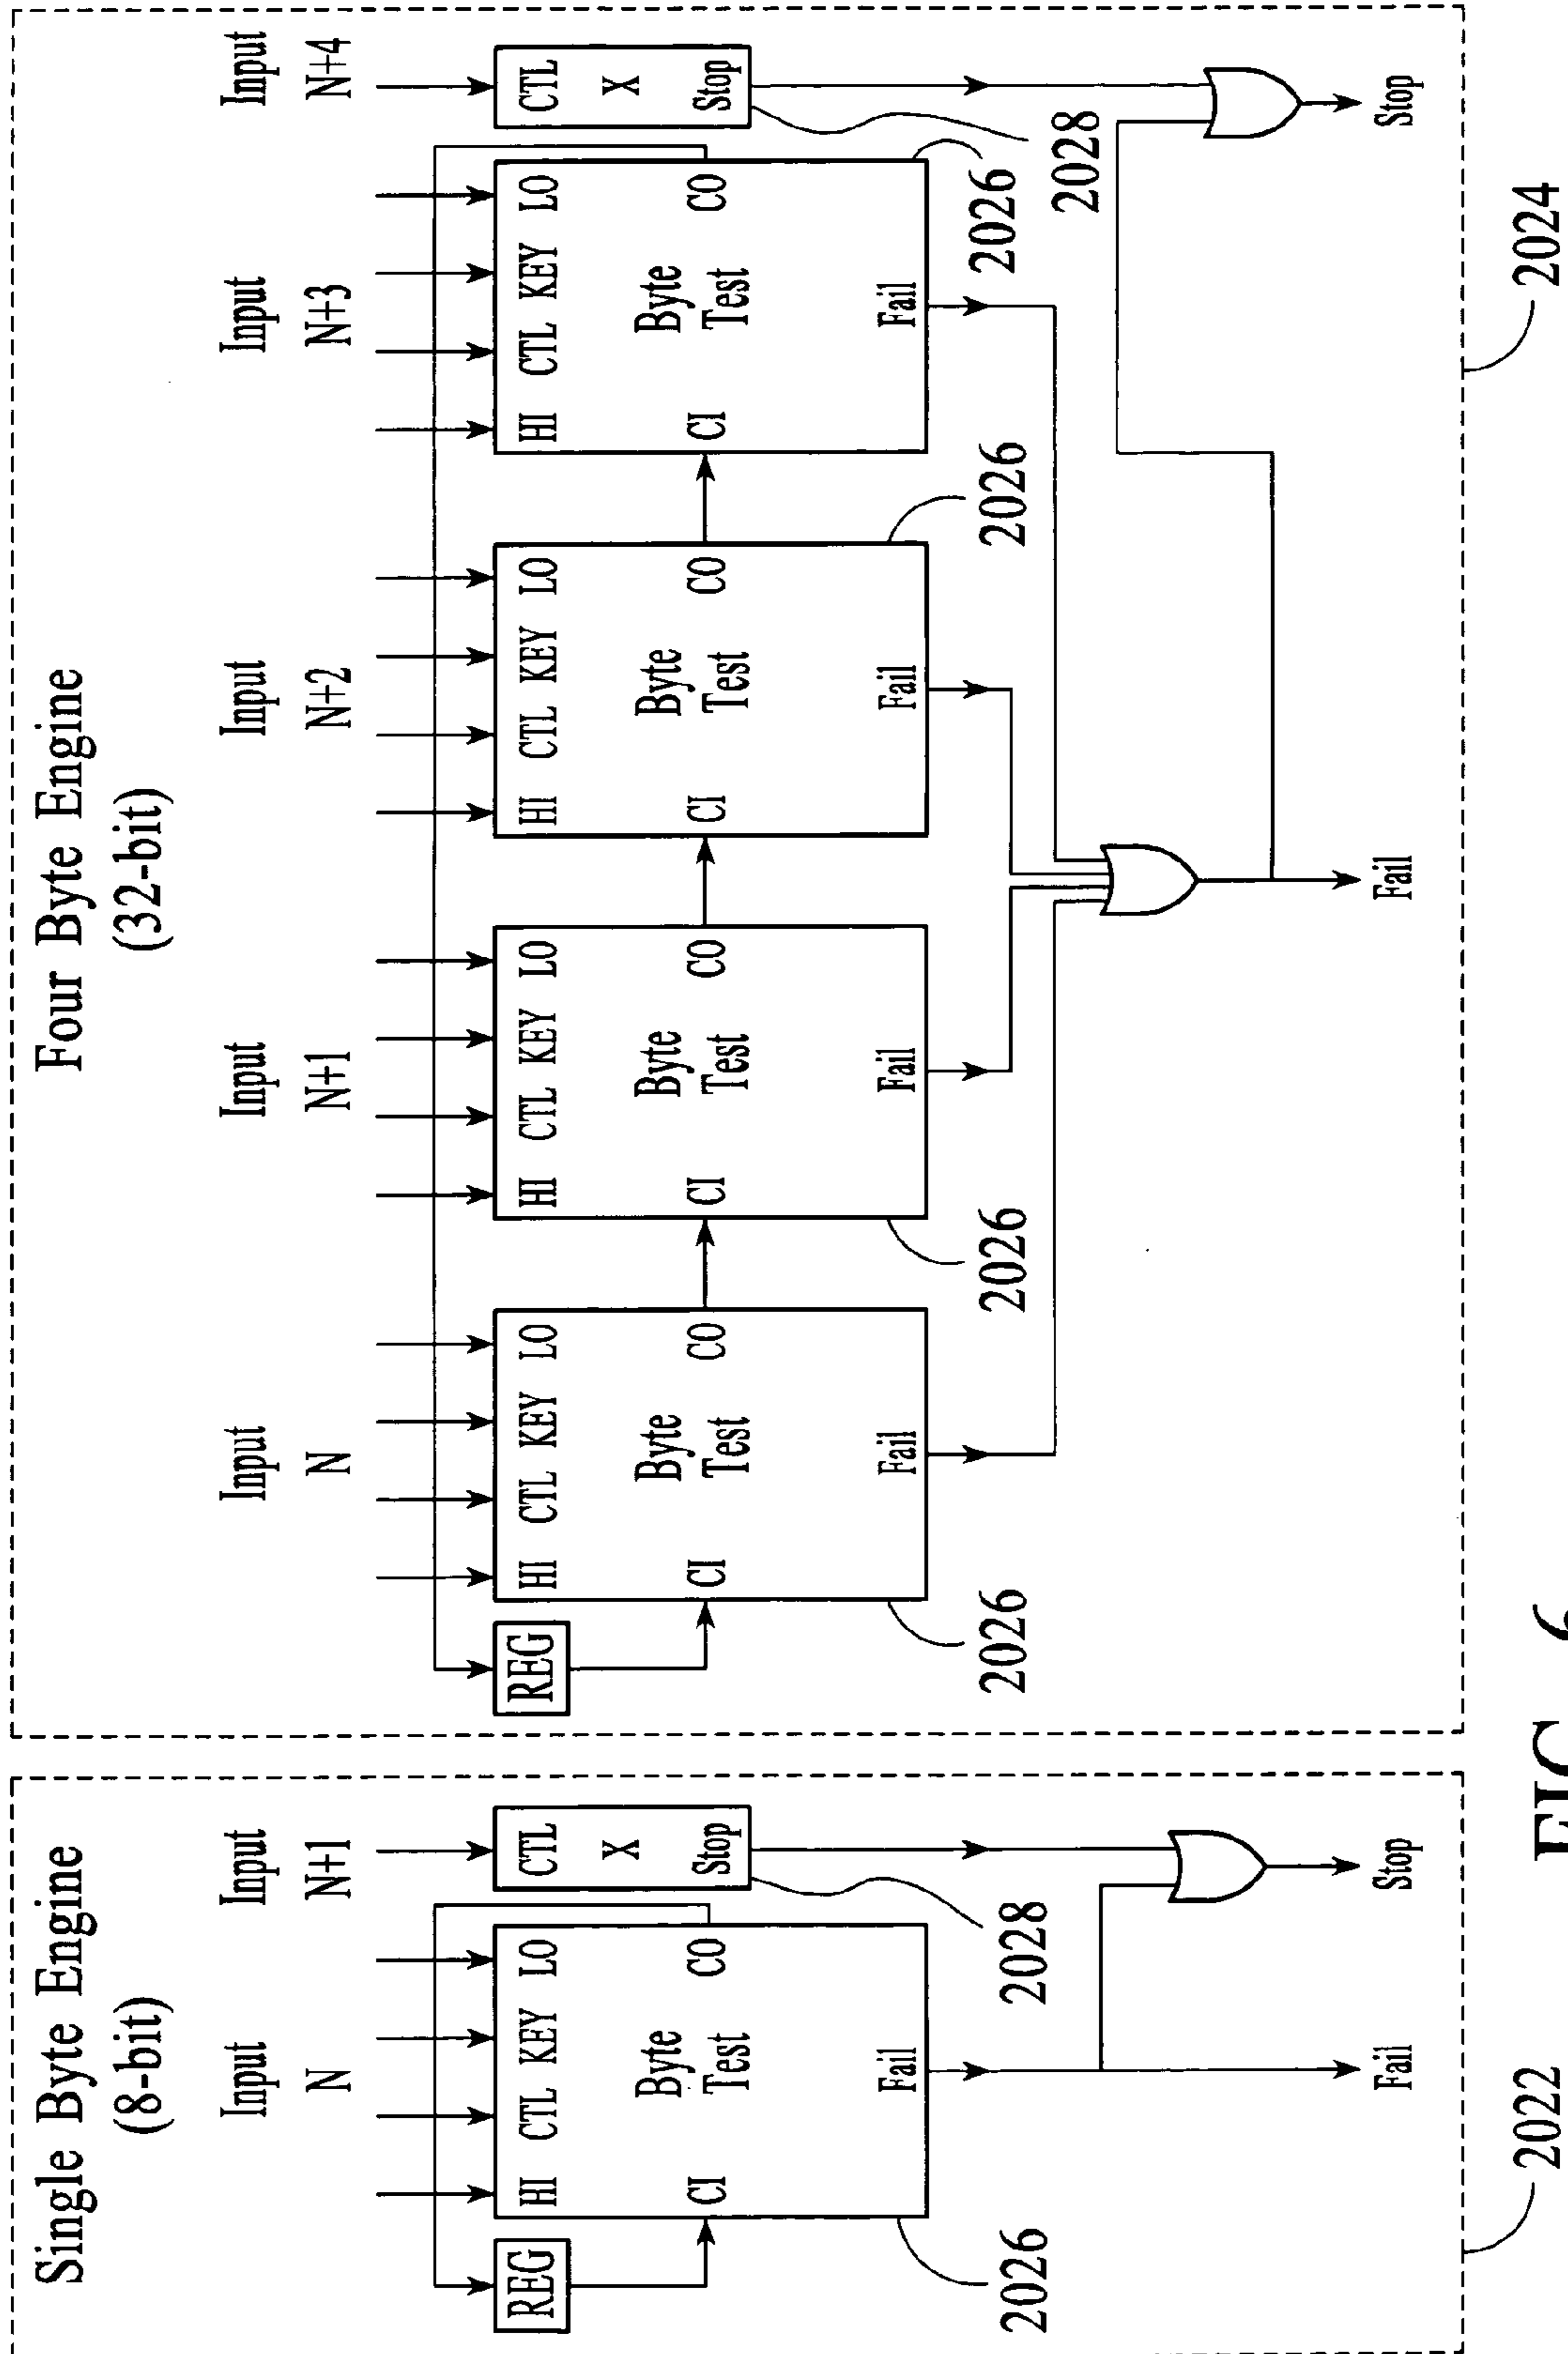 Single Byte Engine
(8-bit)
Input
N
Input
N+1
REG
HI CTL KEY LO
CI
Byte
Test
CO
Fail
CTL
X
Stop
2026
2028
Fail
Stop
2022
Four Byte Engine
(32-bit)
Input
N
Input
N+1
Input
N+2
Input
N+3
Input
N+4
REG
HI CTL KEY LO
CI
Byte
Test
CO
Fail
2026
HI CTL KEY LO
CI
Byte
Test
CO
Fail
2026
HI CTL KEY LO
CI
Byte
Test
CO
Fail
2026
HI CTL KEY LO
CI
Byte
Test
CO
Fail
2026
CTL
X
Stop
2028
Fail
Stop
2024
FIG. 6